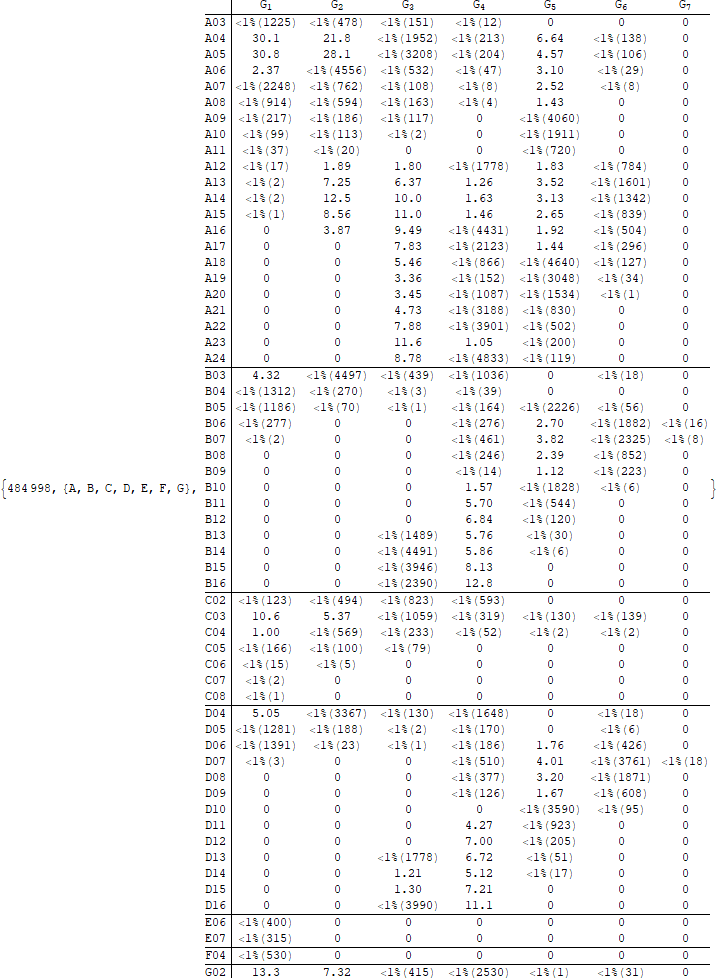 G1 G2 G3 G4 G5 G6 G7
A03 <1%(1225) <1%(478) <1%(151) <1%(12) 0 0 0
A04 30.1 21.8 <1%(1952) <1%(213) 6.64 <1%(138) 0
A05 30.8 28.1 <1%(3208) <1%(204) 4.57 <1%(106) 0
A06 2.37 <1%(4556) <1%(532) <1%(47) 3.10 <1%(29) 0
A07 <1%(2248) <1%(762) <1%(108) <1%(8) 2.52 <1%(8) 0
A08 <1%(914) <1%(594) <1%(163) <1%(4) 1.43 0 0
A09 <1%(217) <1%(186) <1%(117) 0 <1%(4060) 0 0
A10 <1%(99) <1%(113) <1%(2) 0 <1%(1911) 0 0
A11 <1%(37) <1%(20) 0 0 <1%(720) 0 0
A12 <1%(17) 1.89 1.80 <1%(1778) 1.83 <1%(784) 0
A13 <1%(2) 7.25 6.37 1.26 3.52 <1%(1601) 0
A14 <1%(2) 12.5 10.0 1.63 3.13 <1%(1342) 0
A15 <1%(1) 8.56 11.0 1.46 2.65 <1%(839) 0
A16 0 3.87 9.49 <1%(4431) 1.92 <1%(504) 0
A17 0 0 7.83 <1%(2123) 1.44 <1%(296) 0
A18 0 0 5.46 <1%(866) <1%(4640) <1%(127) 0
A19 0 0 3.36 <1%(152) <1%(3048) <1%(34) 0
A20 0 0 3.45 <1%(1087) <1%(1534) <1%(1) 0
A21 0 0 4.73 <1%(3188) <1%(830) 0 0
A22 0 0 7.88 <1%(3901) <1%(502) 0 0
A23 0 0 11.6 1.05 <1%(200) 0 0
A24 0 0 8.78 <1%(4833) <1%(119) 0 0
B03 4.32 <1%(4497) <1%(439) <1%(1036) 0 <1%(18) 0
B04 <1%(1312) <1%(270) <1%(3) <1%(39) 0 0 0
B05 <1%(1186) <1%(70) <1%(1) <1%(164) <1%(2226) <1%(56) 0
B06 <1%(277) 0 0 <1%(276) 2.70 <1%(1882) <1%(16)
B07 <1%(2) 0 0 <1%(461) 3.82 <1%(2325) <1%(8)
B08 0 0 0 <1%(246) 2.39 <1%(852) 0
B09 0 0 0 <1%(14) 1.12 <1%(223) 0
{484998, {A, B, C, D, E, F, G}, B10 0 0 0 1.57 <1%(1828) <1%(6) 0 }
B11 0 0 0 5.70 <1%(544) 0 0
B12 0 0 0 6.84 <1%(120) 0 0
B13 0 0 <1%(1489) 5.76 <1%(30) 0 0
B14 0 0 <1%(4491) 5.86 <1%(6) 0 0
B15 0 0 <1%(3946) 8.13 0 0 0
B16 0 0 <1%(2390) 12.8 0 0 0
C02 <1%(123) <1%(494) <1%(823) <1%(593) 0 0 0
C03 10.6 5.37 <1%(1059) <1%(319) <1%(130) <1%(139) 0
C04 1.00 <1%(569) <1%(233) <1%(52) <1%(2) <1%(2) 0
C05 <1%(166) <1%(100) <1%(79) 0 0 0 0
C06 <1%(15) <1%(5) 0 0 0 0 0
C07 <1%(2) 0 0 0 0 0 0
C08 <1%(1) 0 0 0 0 0 0
D04 5.05 <1%(3367) <1%(130) <1%(1648) 0 <1%(18) 0
D05 <1%(1281) <1%(188) <1%(2) <1%(170) 0 <1%(6) 0
D06 <1%(1391) <1%(23) <1%(1) <1%(186) 1.76 <1%(426) 0
D07 <1%(3) 0 0 <1%(510) 4.01 <1%(3761) <1%(18)
D08 0 0 0 <1%(377) 3.20 <1%(1871) 0
D09 0 0 0 <1%(126) 1.67 <1%(608) 0
D10 0 0 0 0 <1%(3590) <1%(95) 0
D11 0 0 0 4.27 <1%(923) 0 0
D12 0 0 0 7.00 <1%(205) 0 0
D13 0 0 <1%(1778) 6.72 <1%(51) 0 0
D14 0 0 1.21 5.12 <1%(17) 0 0
D15 0 0 1.30 7.21 0 0 0
D16 0 0 <1%(3990) 11.1 0 0 0
E06 <1%(400) 0 0 0 0 0 0
E07 <1%(315) 0 0 0 0 0 0
F04 <1%(530) 0 0 0 0 0 0
G02 13.3 7.32 <1%(415) <1%(2530) <1%(1) <1%(31) 0